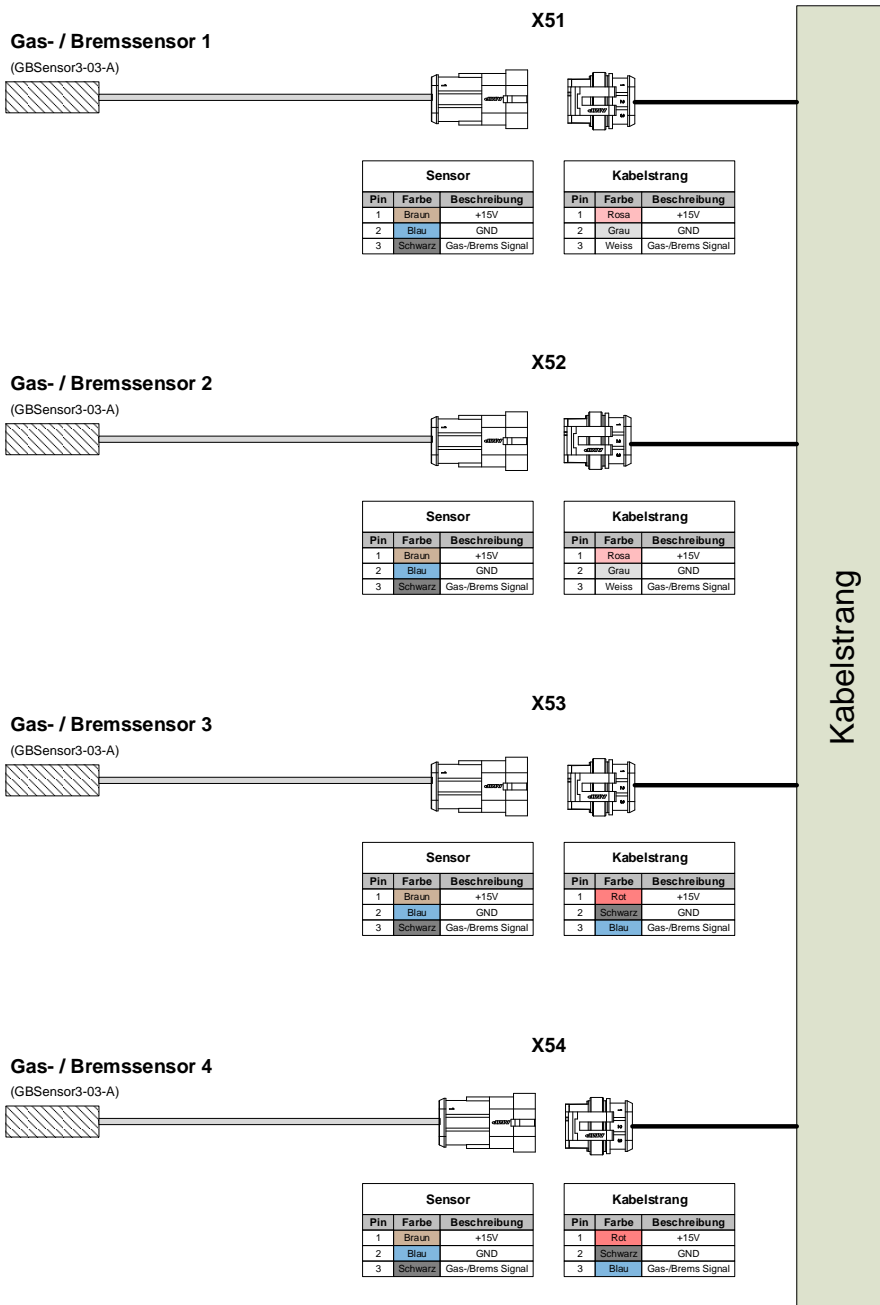 X51
Gas- / Bremssensor 1
(GBSensor3-03-A)
Sensor Kabelstrang
Pin Farbe Beschreibung Pin Farbe Beschreibung
1 Braun +15V 1 Rosa +15V
2 Blau GND 2 Grau GND
3 Schwarz Gas-/Brems Signal 3 Weiss Gas-/Brems Signal
X52
Gas- / Bremssensor 2
(GBSensor3-03-A)
Sensor Kabelstrang
Pin Farbe Beschreibung Pin Farbe Beschreibung
1 Braun +15V 1 Rosa +15V
2 Blau GND 2 Grau GND
3 Schwarz Gas-/Brems Signal 3 Weiss Gas-/Brems Signal
Kabelstrang
X53
Gas- / Bremssensor 3
(GBSensor3-03-A)
Sensor Kabelstrang
Pin Farbe Beschreibung Pin Farbe Beschreibung
1 Braun +15V 1 Rot +15V
2 Blau GND 2 Schwarz GND
3 Schwarz Gas-/Brems Signal 3 Blau Gas-/Brems Signal
X54
Gas- / Bremssensor 4
(GBSensor3-03-A)
Sensor Kabelstrang
Pin Farbe Beschreibung Pin Farbe Beschreibung
1 Braun +15V 1 Rot +15V
2 Blau GND 2 Schwarz GND
3 Schwarz Gas-/Brems Signal 3 Blau Gas-/Brems Signal